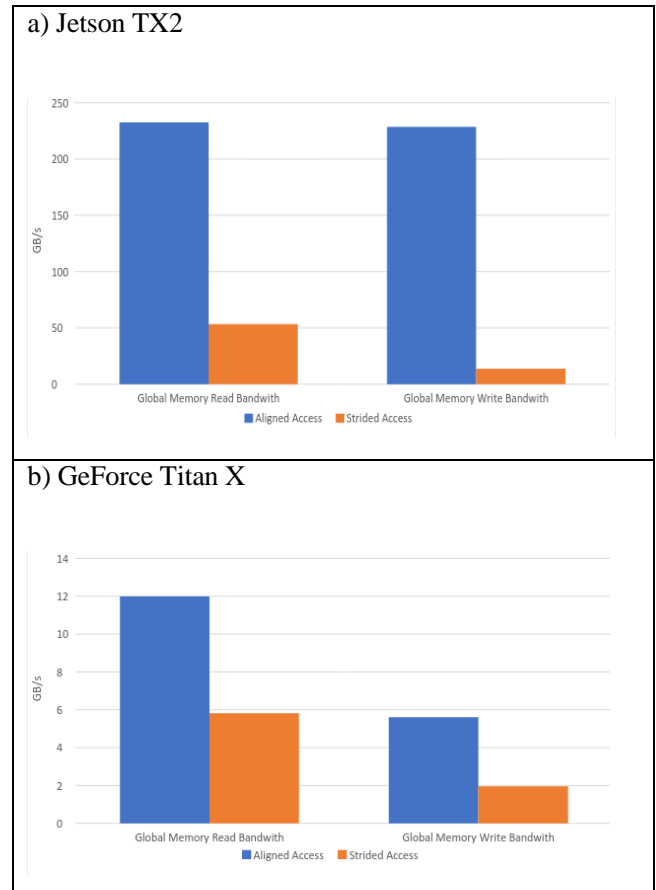 a) Jetson TX2
250
200
150
100
50
0
GB/s
Global Memory Read Bandwith
Global Memory Write Bandwith
Aligned Access
Strided Access
b) GeForce Titan X
14
12
10
8
6
4
2
0
GB/s
Global Memory Read Bandwith
Global Memory Write Bandwith
Aligned Access
Strided Access